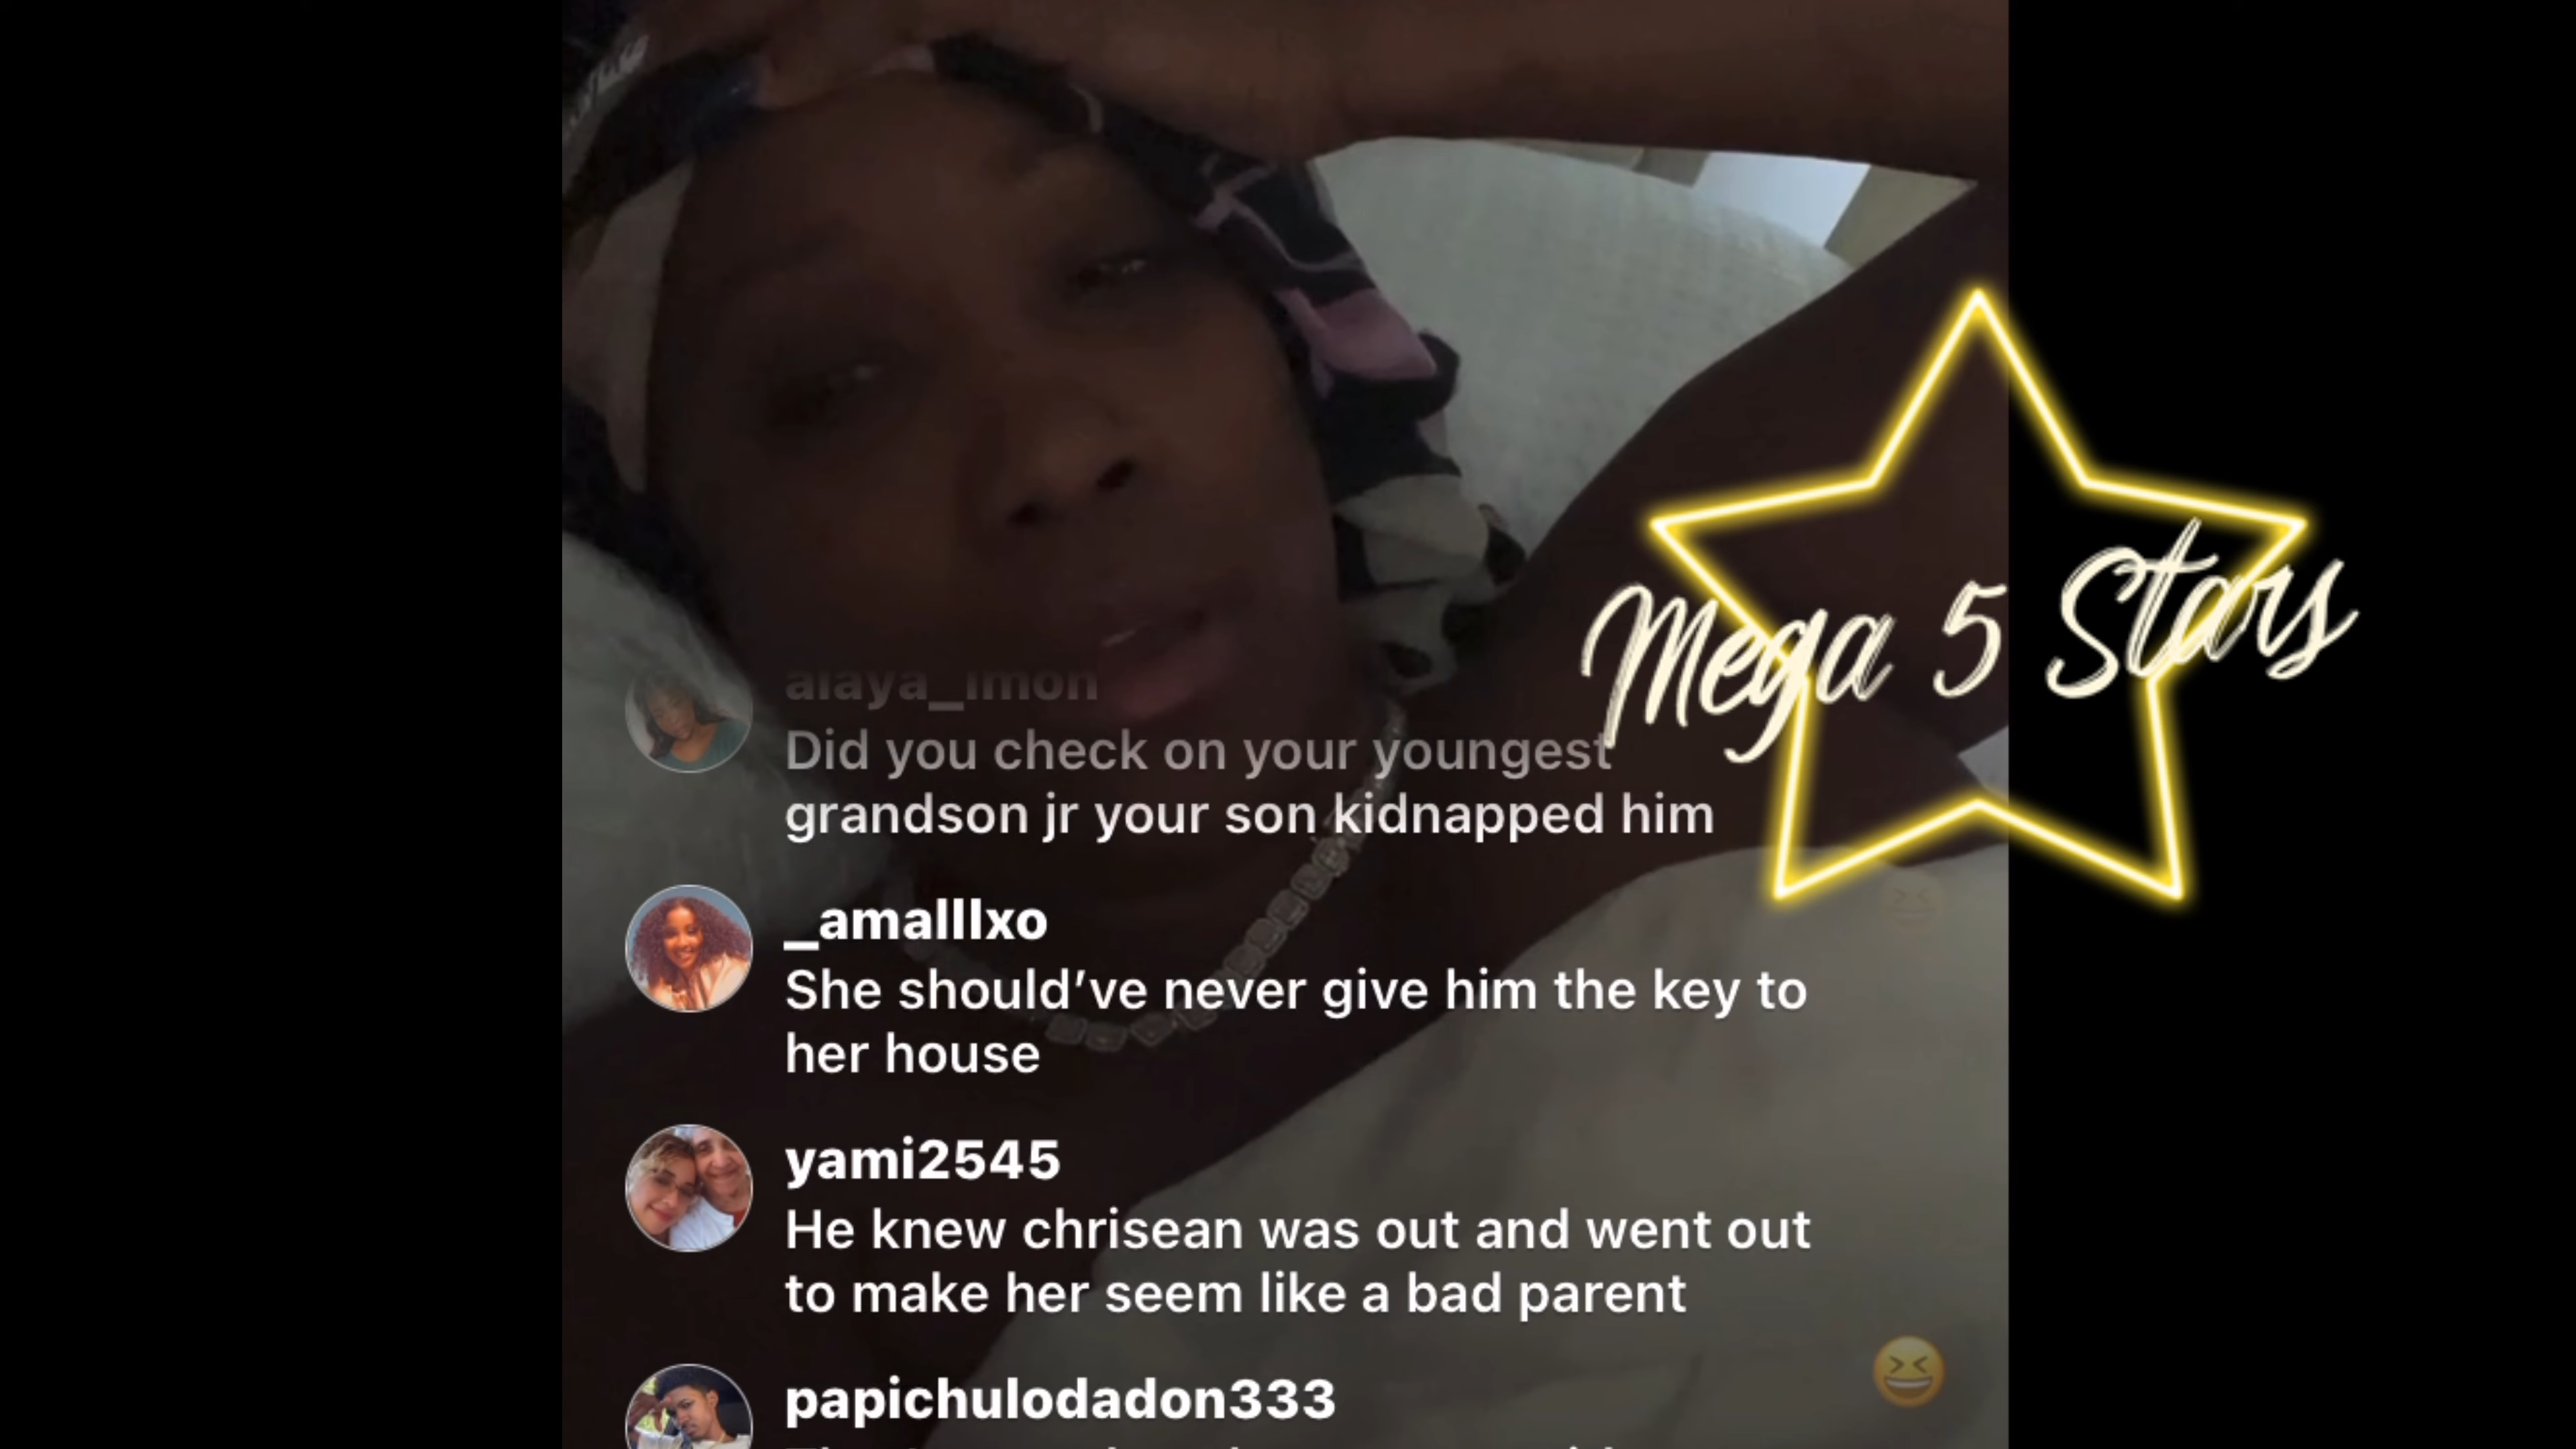 Mega 5 Stars
alaya_imon
Did you check on your youngest
grandson jr your son kidnapped him
_amalllxo
She should’ve never give him the key to
her house
yami2545
He knew chrisean was out and went out
to make her seem like a bad parent
papichulodadon333